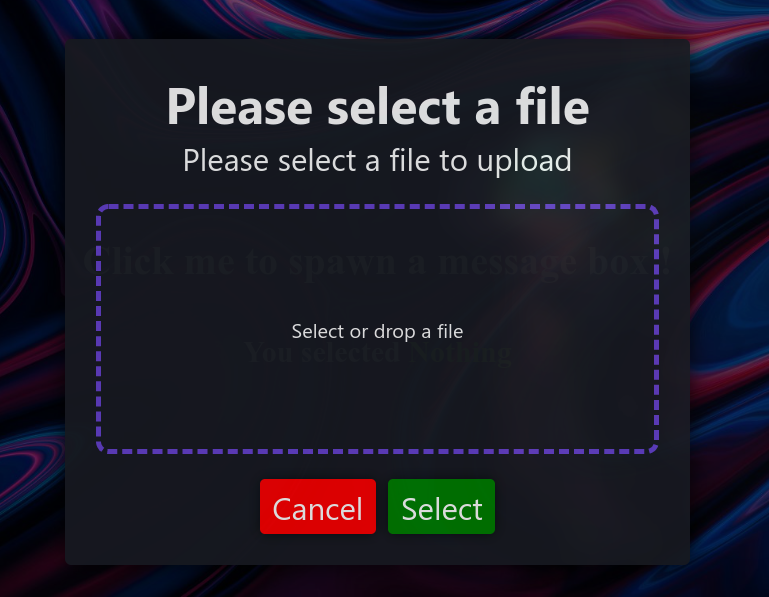 Please select a file
Please select a file to upload
Click me to spawn a message box!!
Select or drop a file
You selected Nothing
Cancel
Select